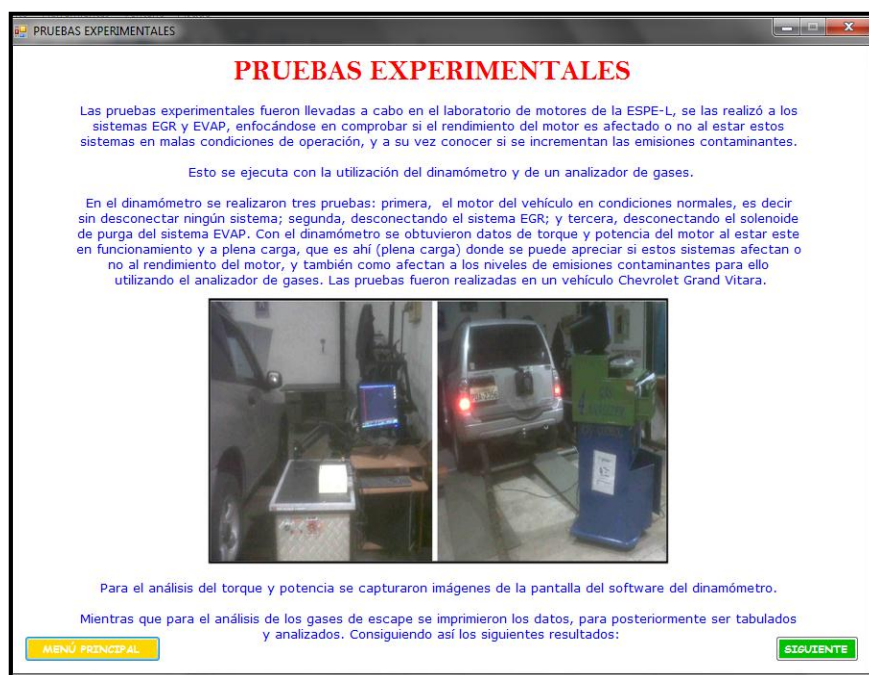 PRUEBAS EXPERIMENTALES
PRUEBAS EXPERIMENTALES
Las pruebas experimentales fueron llevadas a cabo en el laboratorio de motores de la ESPE-L, se las realizó a los
sistemas EGR y EVAP, enfocándose en comprobar si el rendimiento del motor es afectado o no al estar estos
sistemas en malas condiciones de operación, y a su vez conocer si se incrementan las emisiones contaminantes.
Esto se ejecuta con la utilización del dinamómetro y de un analizador de gases.
En el dinamómetro se realizaron tres pruebas: primera, el motor del vehículo en condiciones normales, es decir
sin desconectar ningún sistema; segunda, desconectando el sistema EGR; y tercera, desconectando el solenoide
de purga del sistema EVAP. Con el dinamómetro se obtuvieron datos de torque y potencia del motor al estar este
en funcionamiento y a plena carga, que es ahí (plena carga) donde se puede apreciar si estos sistemas afectan o
no al rendimiento del motor, y también como afectan a los niveles de emisiones contaminantes para ello
utilizando el analizador de gases. Las pruebas fueron realizadas en un vehículo Chevrolet Grand Vitara.
Para el análisis del torque y potencia se capturaron imágenes de la pantalla del software del dinamómetro.
Mientras que para el análisis de los gases de escape se imprimieron los datos, para posteriormente ser tabulados
y analizados. Consiguiendo así los siguientes resultados:
MENÚ PRINCIPAL
SIGUIENTE